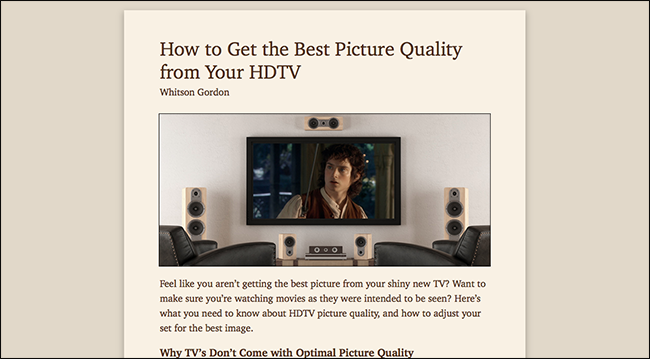 How to Get the Best Picture Quality
from Your HDTV
Whitson Gordon
Feel like you aren’t getting the best picture from your shiny new TV? Want to
make sure you’re watching movies as they were intended to be seen? Here’s
what you need to know about HDTV picture quality, and how to adjust your
set for the best image.
Why TV’s Don’t Come with Optimal Picture Quality